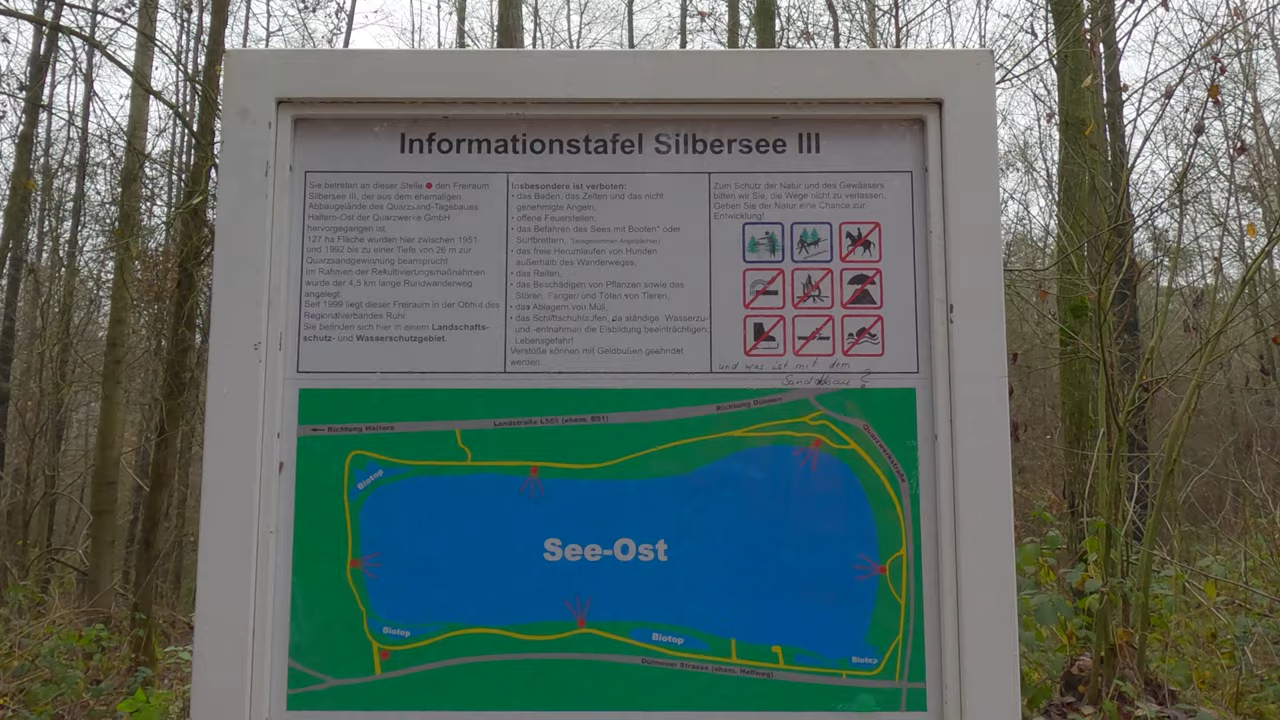 Informationstafel Silbersee III
Sie betreten an dieser Stelle den Freiraum
Silbersee III, der aus dem ehemaligen
Abbaugelände des Quarzsand-Tagebaues
Haltern-Ost der Quarzwerke GmbH
hervorgegangen ist.
127 ha Fläche wurden hier zwischen 1951
und 1992 bis zu einer Tiefe von 26 m zur
Quarzsandgewinnung beansprucht.
Im Rahmen der Rekultivierungsmaßnahmen
wurde der 4,5 km lange Rundwanderweg
angelegt.
Seit 1999 liegt dieser Freiraum in der Obhut des
Regionalverbandes Ruhr.
Sie befinden sich hier in einem Landschafts-
schutz- und Wasserschutzgebiet.
Insbesondere ist verboten:
• das Baden, das Zelten und das nicht
genehmigte Angeln,
• offene Feuerstellen,
• das Befahren des Sees mit Booten* oder
Surfbrettern, *(ausgenommen Angelpächter)
• das freie Herumlaufen von Hunden
außerhalb des Wanderweges,
• das Reiten,
• das Beschädigen von Pflanzen sowie das
Stören, Fangen und Töten von Tieren,
• das Ablagern von Müll,
• das Schlittschuhlaufen, da ständige Wasserzu-
und -entnahmen die Eisbildung beeinträchtigen;
Lebensgefahr!
Verstöße können mit Geldbußen geahndet
werden.
Zum Schutz der Natur und des Gewässers
bitten wir Sie, die Wege nicht zu verlassen.
Geben Sie der Natur eine Chance zur
Entwicklung!
und was ist mit dem
Sandabbau?
Richtung Haltern
Landstraße L551 (ehem. B51)
Richtung Dülmen
Quarzwerkstraße
Biotop
See-Ost
Biotop
Biotop
Biotop
Dülmener Strasse (ehem. Hellweg)